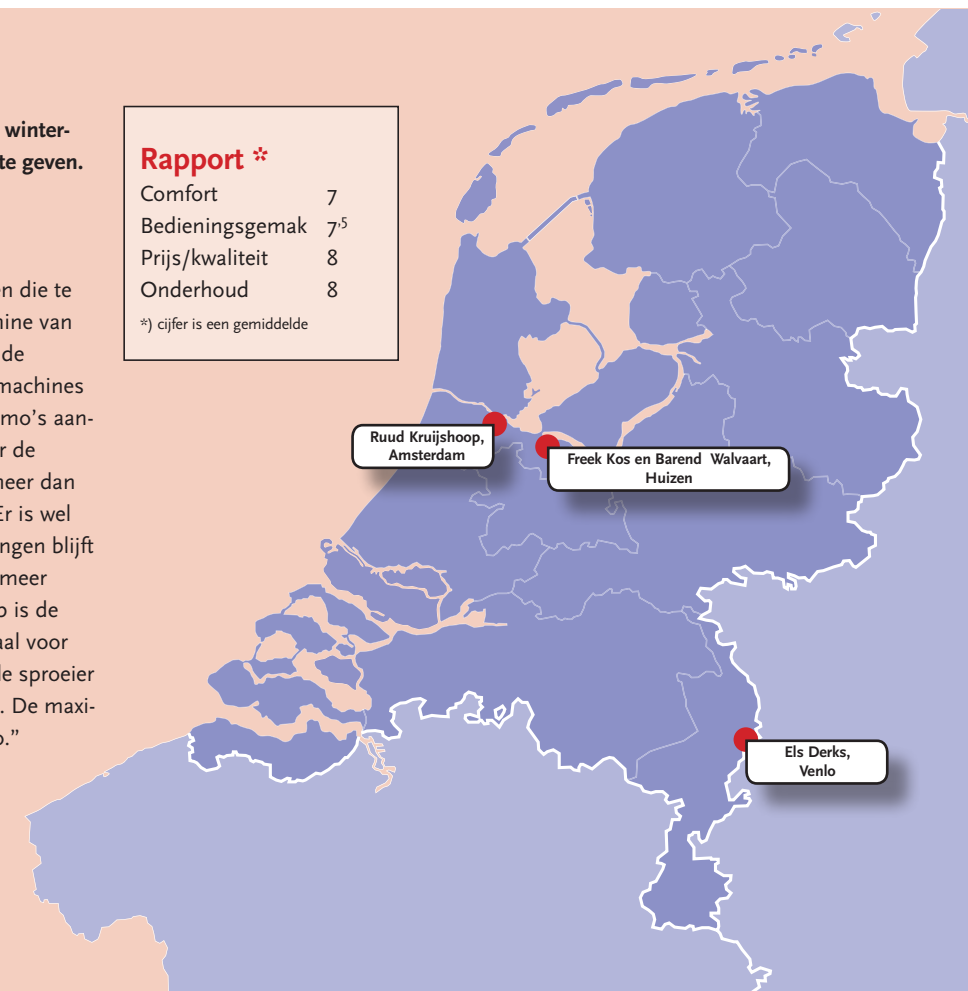 winter-
te geven.
en die te
hine van
de
machines
mo's aan-
r de
meer dan
Er is wel
ngen blijft
meer
p is de
aal voor
de sproeier
. De maxi-
o."
Rapport *
Comfort 7
Bedieningsgemak 7,5
Prijs/kwaliteit 8
Onderhoud 8
*) cijfer is een gemiddelde
Ruud Kruijshoop,
Amsterdam
Freek Kos en Barend Walvaart,
Huizen
Els Derks,
Venlo